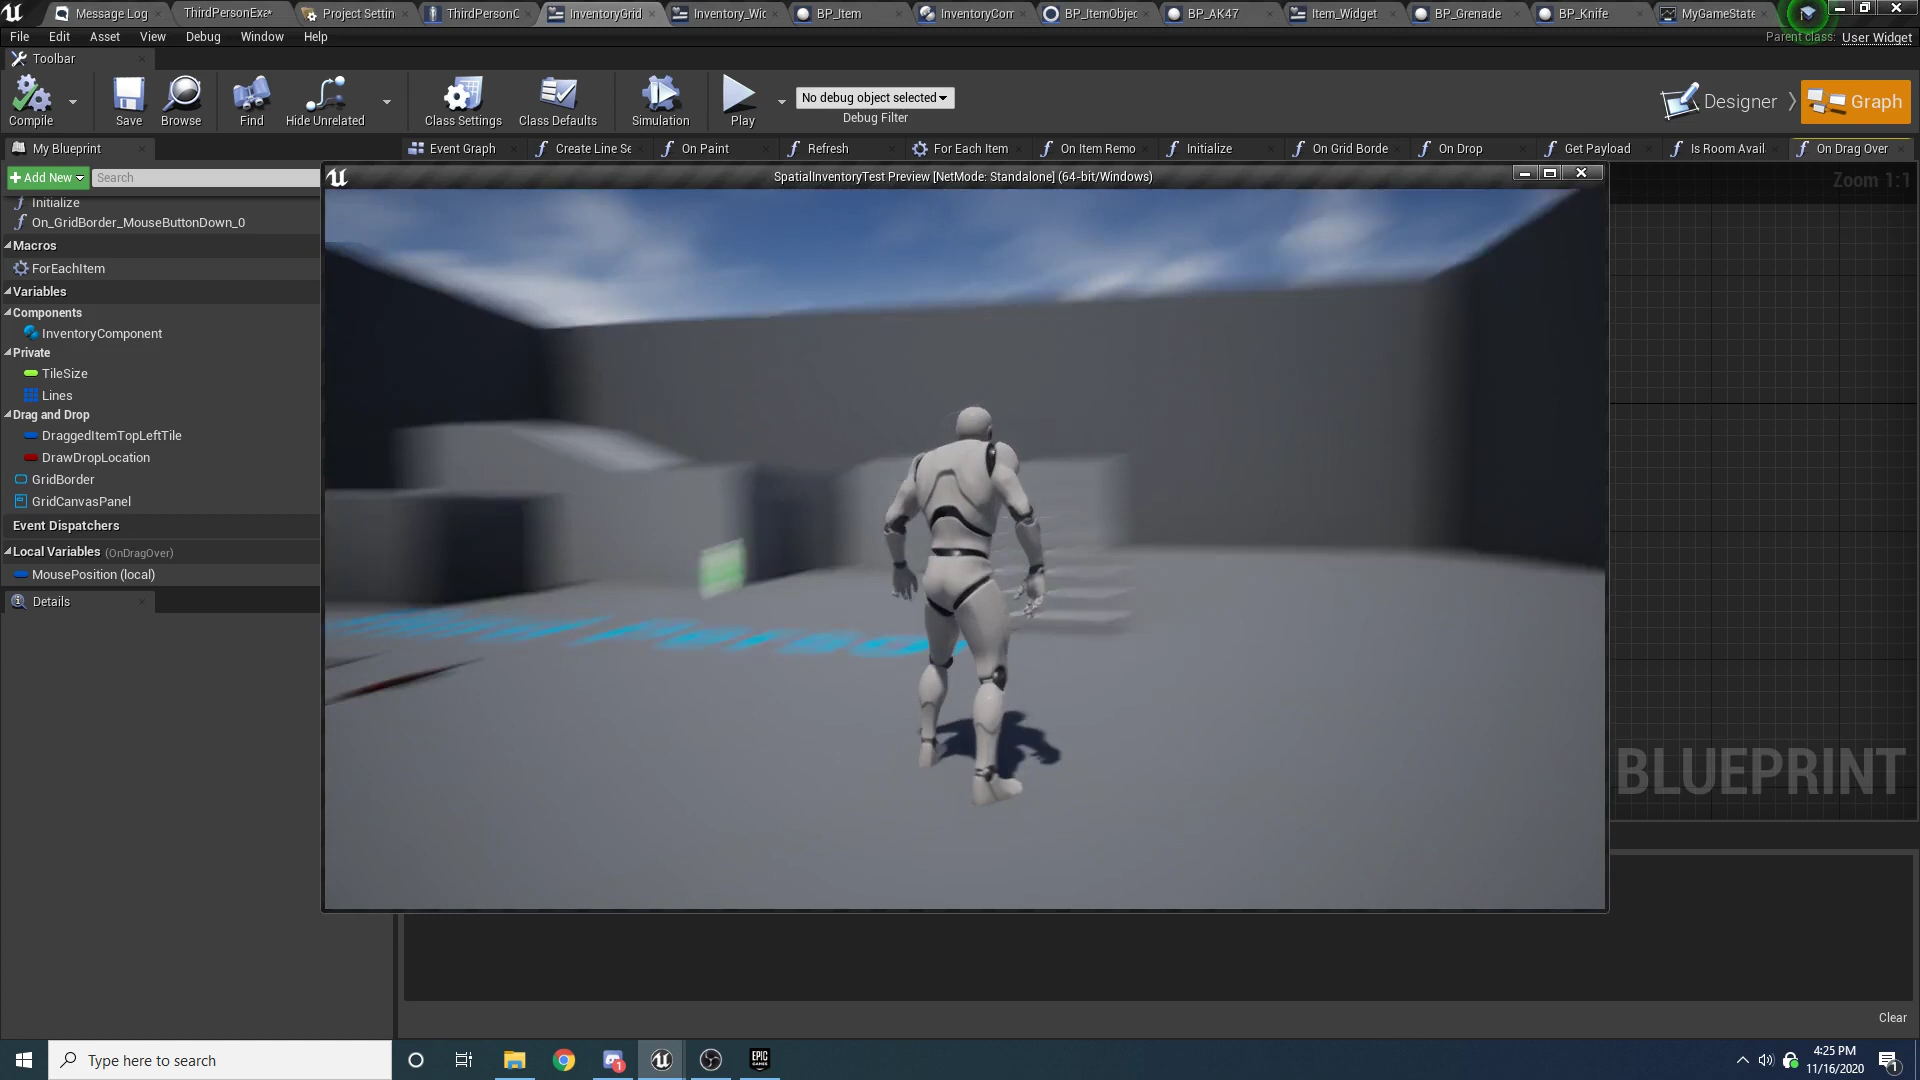 Message Log
ThirdPersonExa*
Project Settin
ThirdPersonC
InventoryGrid
Inventory_Wid
BP_Item
InventoryCom
BP_ItemObjec
BP_AK47
Item_Widget
BP_Grenade
BP_Knife
MyGameState
File Edit Asset View Debug Window Help
Parent class: User Widget
Toolbar
Compile
Save
Browse
Find
Hide Unrelated
Class Settings
Class Defaults
Simulation
Play
No debug object selected
Debug Filter
Designer
Graph
My Blueprint
Event Graph
Create Line Se
On Paint
Refresh
For Each Item
On Item Remo
Initialize
On Grid Borde
On Drop
Get Payload
Is Room Avail
On Drag Over
Add New
Search
SpatialInventoryTest Preview [NetMode: Standalone] (64-bit/Windows)
Zoom 1:1
Initialize
On_GridBorder_MouseButtonDown_0
Macros
ForEachItem
Variables
Components
InventoryComponent
Private
TileSize
Lines
Drag and Drop
DraggedItemTopLeftTile
DrawDropLocation
GridBorder
GridCanvasPanel
Event Dispatchers
Local Variables (OnDragOver)
MousePosition (local)
Details
BLUEPRINT
Clear
Type here to search
1
EPIC
GAMES
4:25 PM
11/16/2020
1